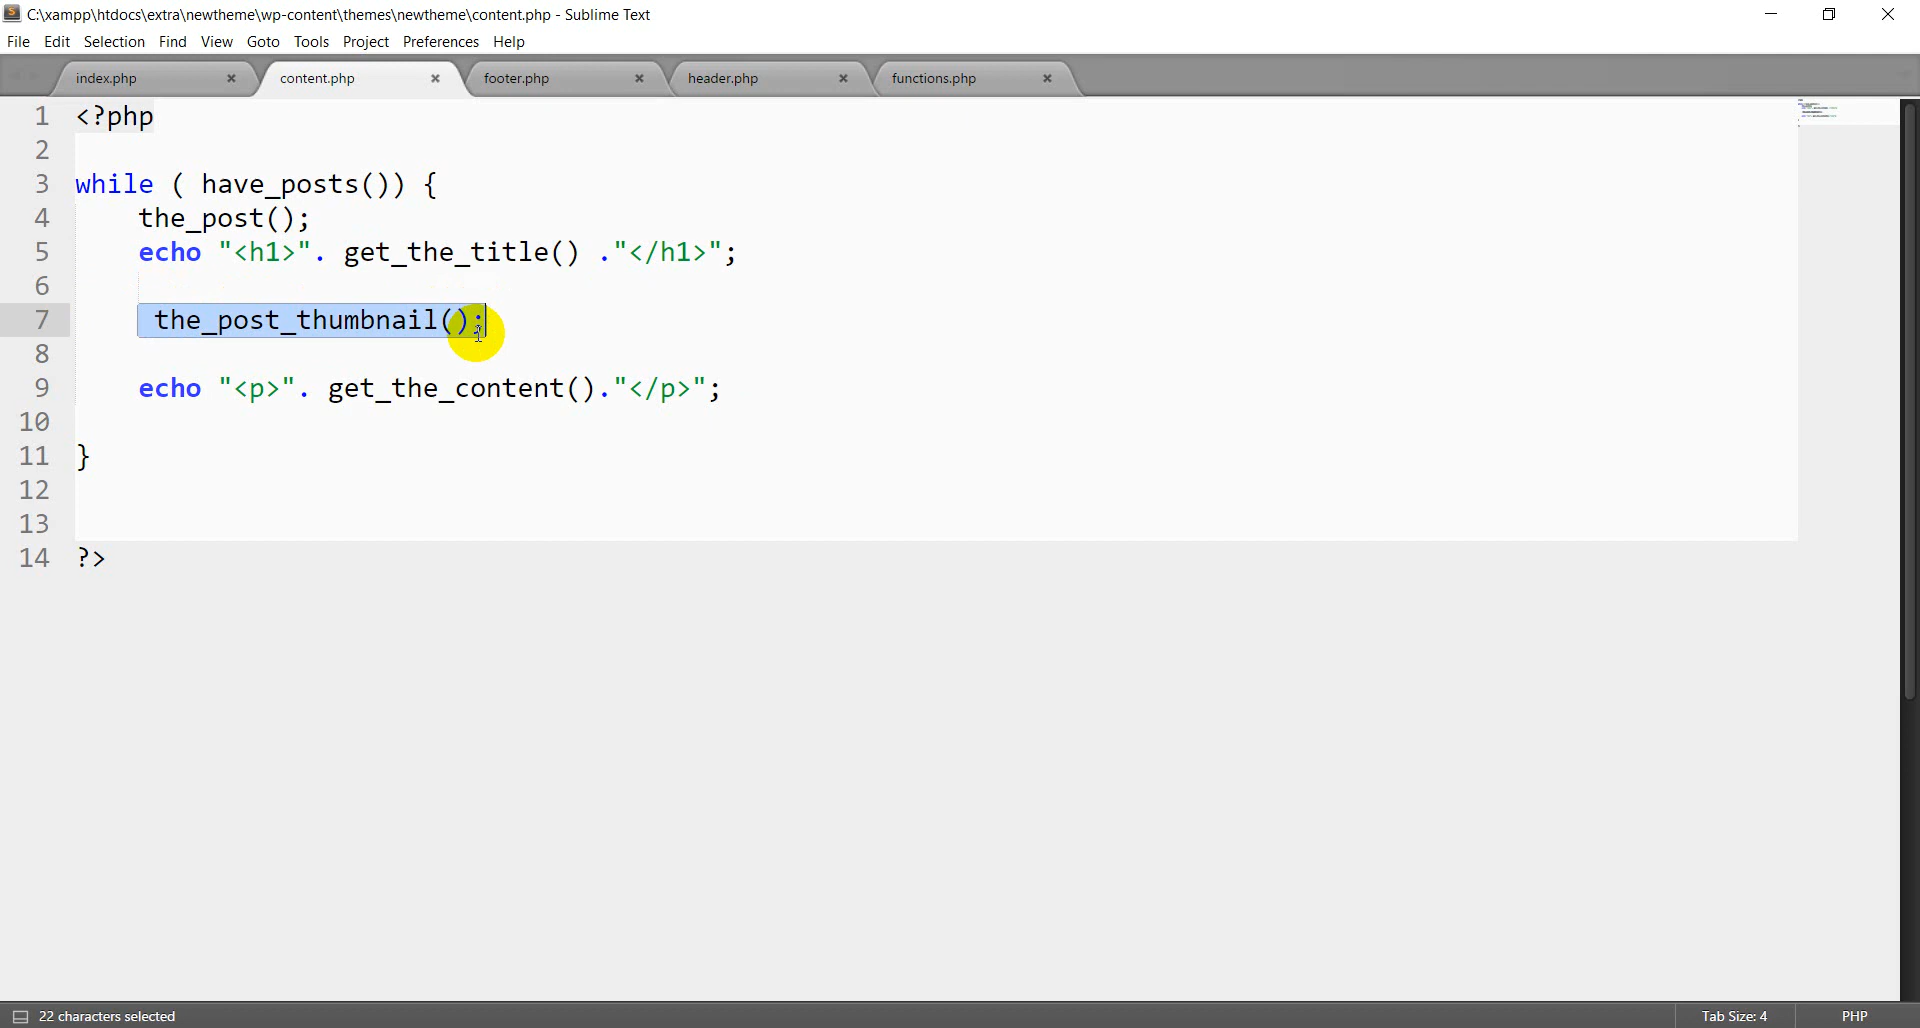 C:\xampp\htdocs\extra\newtheme\wp-content\themes\newtheme\content.php - Sublime Text
File Edit Selection Find View Goto Tools Project Preferences Help
index.php × content.php × footer.php × header.php × functions.php ×
1 <?php
2
3 while ( have_posts()) {
4 the_post();
5 echo "<h1>". get_the_title() ."</h1>";
6
7 the_post_thumbnail();
8
9 echo "<p>". get_the_content()."</p>";
10
11 }
12
13
14 ?>
22 characters selected Tab Size: 4 PHP